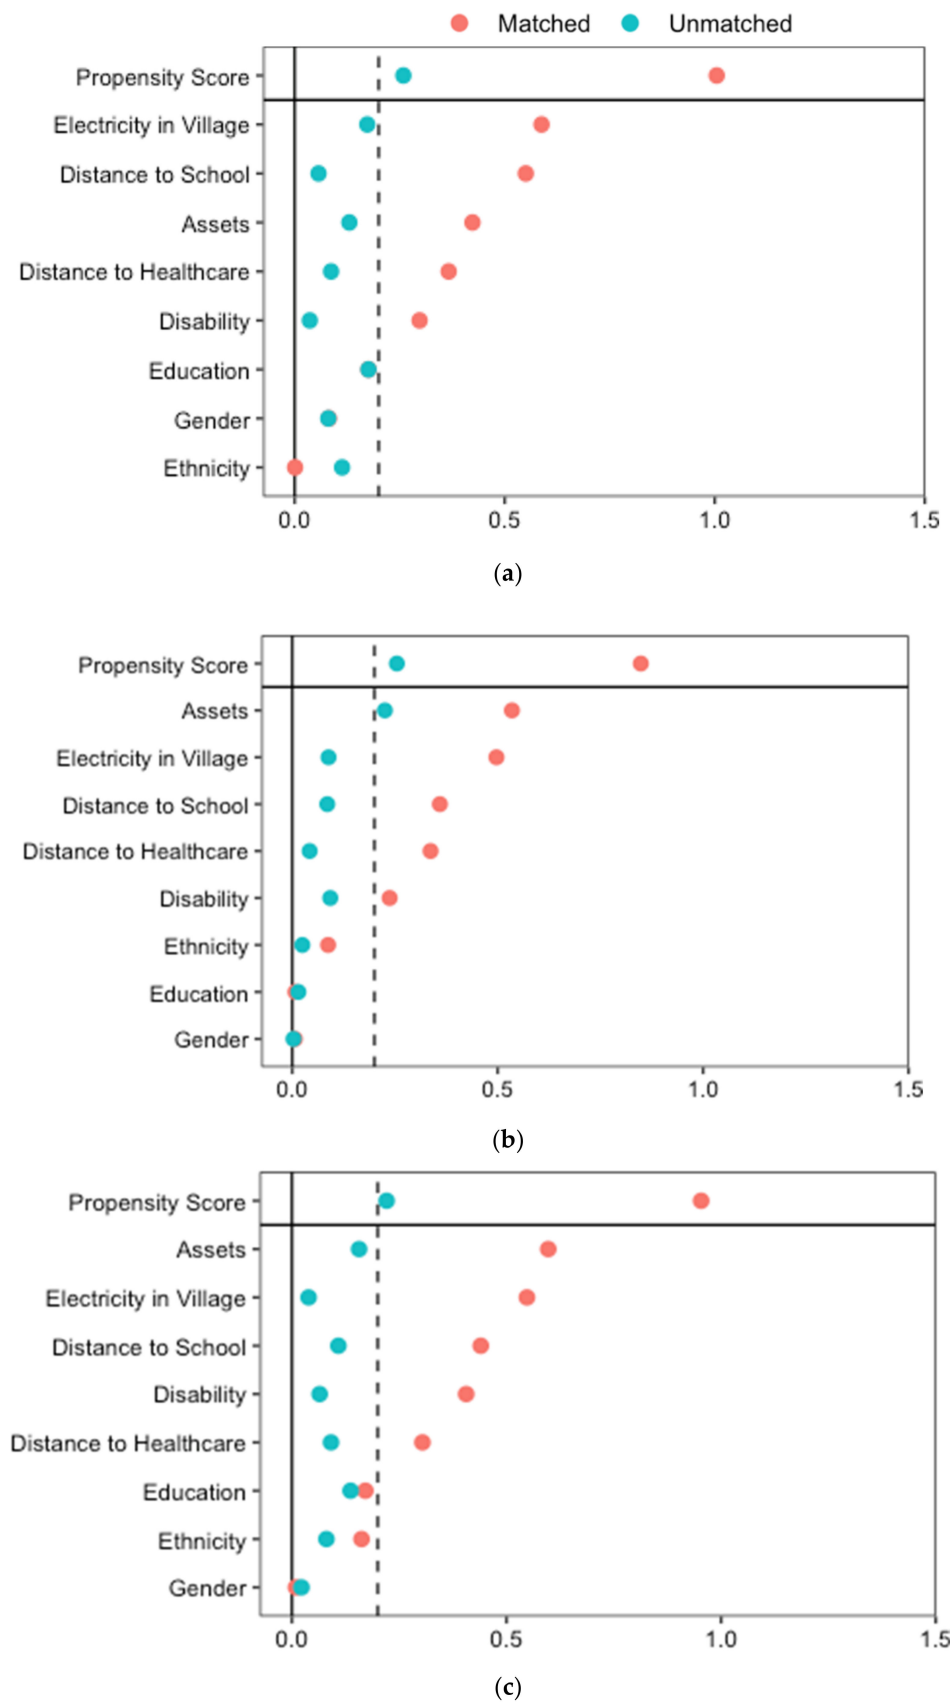 Matched Unmatched
Propensity Score
Electricity in Village
Distance to School
Assets
Distance to Healthcare
Disability
Education
Gender
Ethnicity
0.0 0.5 1.0 1.5
(a)
Propensity Score
Assets
Electricity in Village
Distance to School
Distance to Healthcare
Disability
Ethnicity
Education
Gender
0.0 0.5 1.0 1.5
(b)
Propensity Score
Assets
Electricity in Village
Distance to School
Disability
Distance to Healthcare
Education
Ethnicity
Gender
0.0 0.5 1.0 1.5
(c)